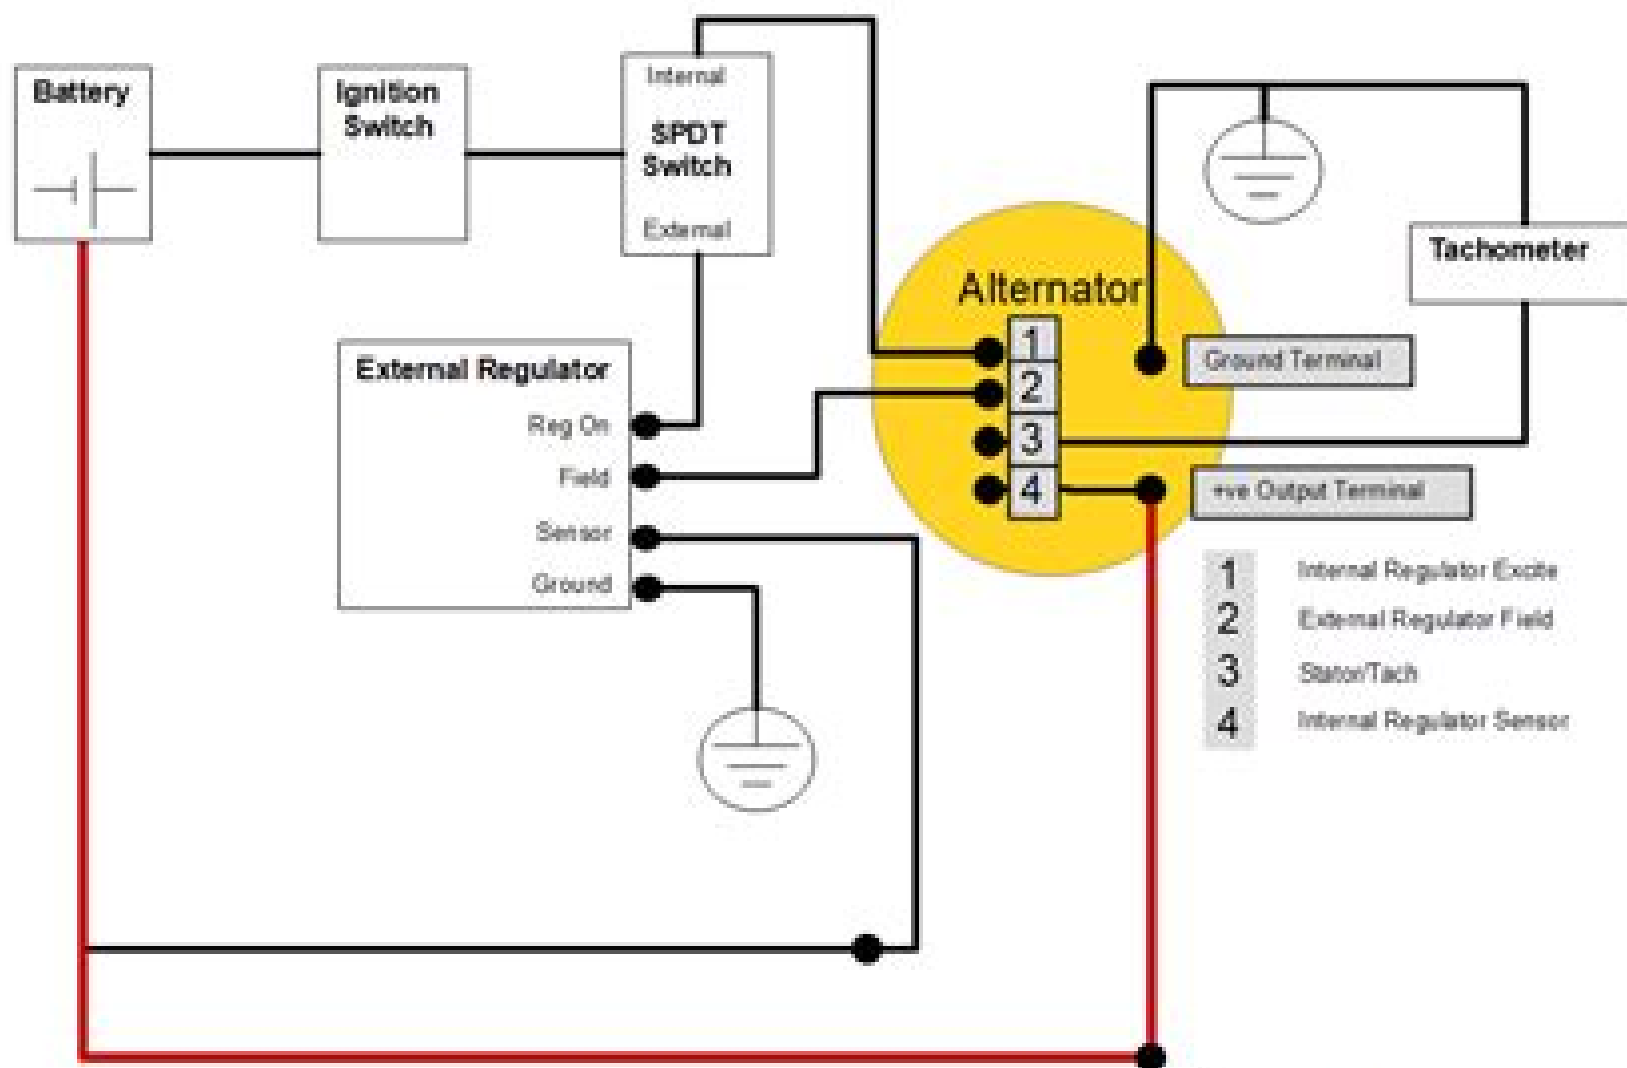 Battery
Ignition
Switch
Internal
SPDT
Switch
External
Tachometer
Alternator
1
2
3
4
Ground Terminal
+ve Output Terminal
External Regulator
Reg On
Field
Sensor
Ground
1 Internal Regulator Excite
2 External Regulator Field
3 Stator/Tach
4 Internal Regulator Sensor